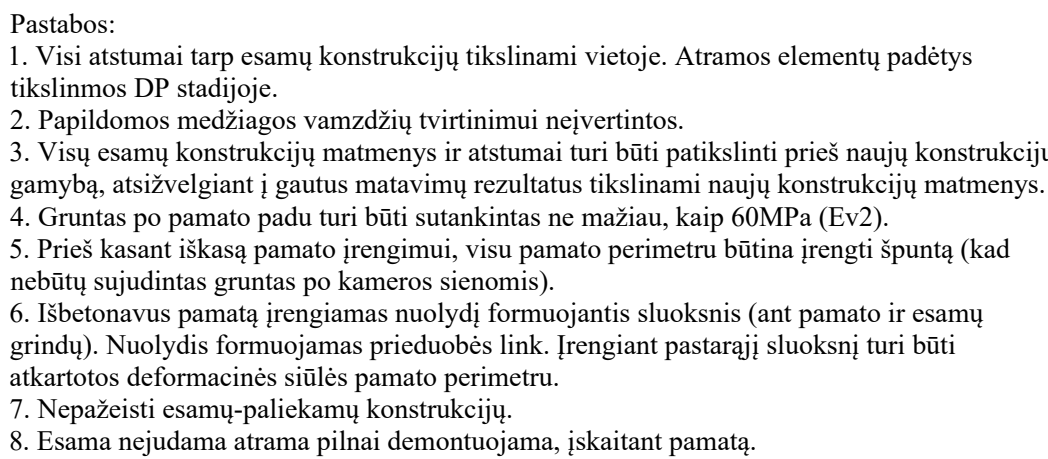 Pastabos:
1. Visi atstumai tarp esamų konstrukcijų tikslinami vietoje. Atramos elementų padėtys
tikslinmos DP stadijoje.
2. Papildomos medžiagos vamzdžių tvirtinimui neįvertintos.
3. Visų esamų konstrukcijų matmenys ir atstumai turi būti patikslinti prieš naujų konstrukcijų
gamybą, atsižvelgiant į gautus matavimų rezultatus tikslinami naujų konstrukcijų matmenys.
4. Gruntas po pamato padu turi būti sutankintas ne mažiau, kaip 60MPa (Ev2).
5. Prieš kasant iškasą pamato įrengimui, visu pamato perimetru būtina įrengti špuntą (kad
nebūtų sujudintas gruntas po kameros sienomis).
6. Išbetonavus pamatą įrengiamas nuolydį formuojantis sluoksnis (ant pamato ir esamų
grindų). Nuolydis formuojamas prieduobės link. Įrengiant pastarąjį sluoksnį turi būti
atkartotos deformacinės siūlės pamato perimetru.
7. Nepažeisti esamų-paliekamų konstrukcijų.
8. Esama nejudama atrama pilnai demontuojama, įskaitant pamatą.